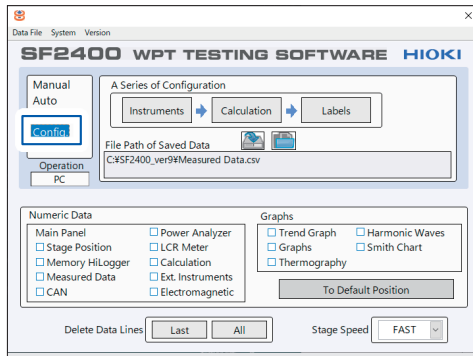 Data File System Version
SF2400 WPT TESTING SOFTWARE HIOKI
Manual
Auto
Config.
Operation
PC
A Series of Configuration
Instruments Calculation Labels
File Path of Saved Data
C:¥SF2400_ver9¥Measured Data.csv
Numeric Data
Main Panel
Stage Position
Memory HiLogger
Measured Data
CAN
Power Analyzer
LCR Meter
Calculation
Ext. Instruments
Electromagnetic
Graphs
Trend Graph
Graphs
Thermography
Harmonic Waves
Smith Chart
To Default Position
Delete Data Lines Last All Stage Speed FAST